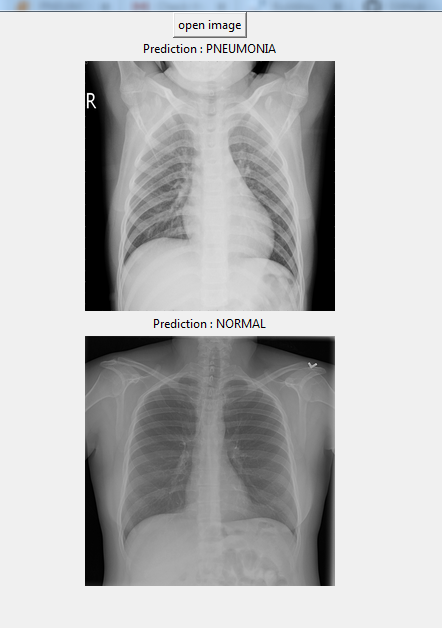 open image
Prediction : PNEUMONIA
R
Prediction : NORMAL